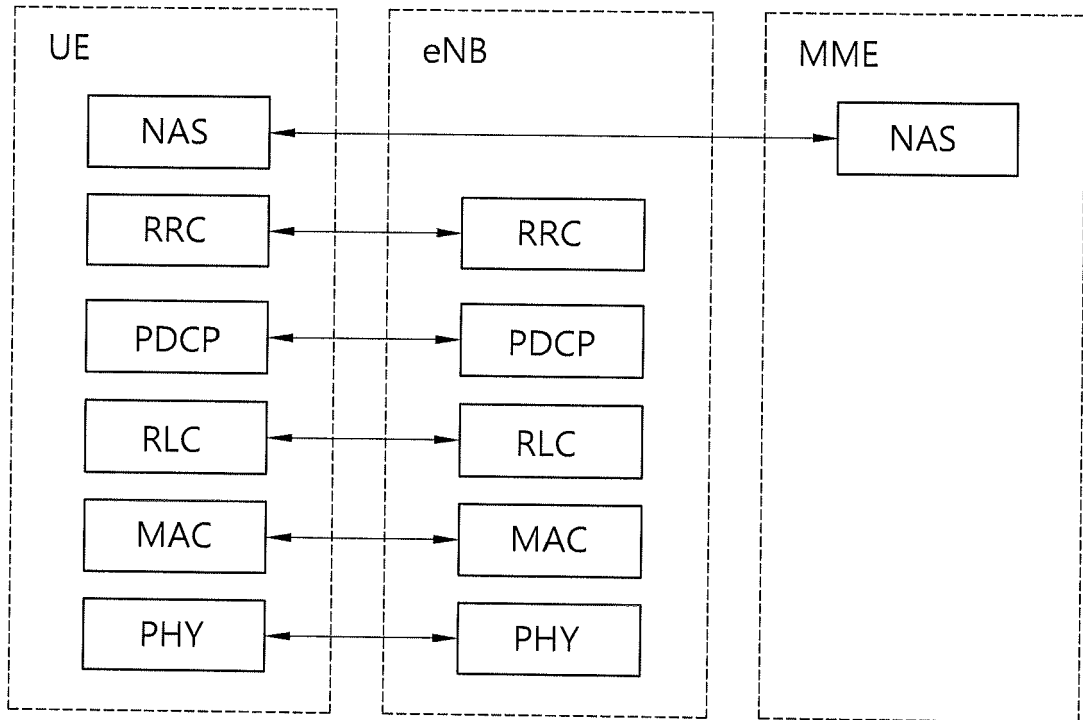 UE
eNB
MME
NAS
NAS
RRC
RRC
PDCP
PDCP
RLC
RLC
MAC
MAC
PHY
PHY